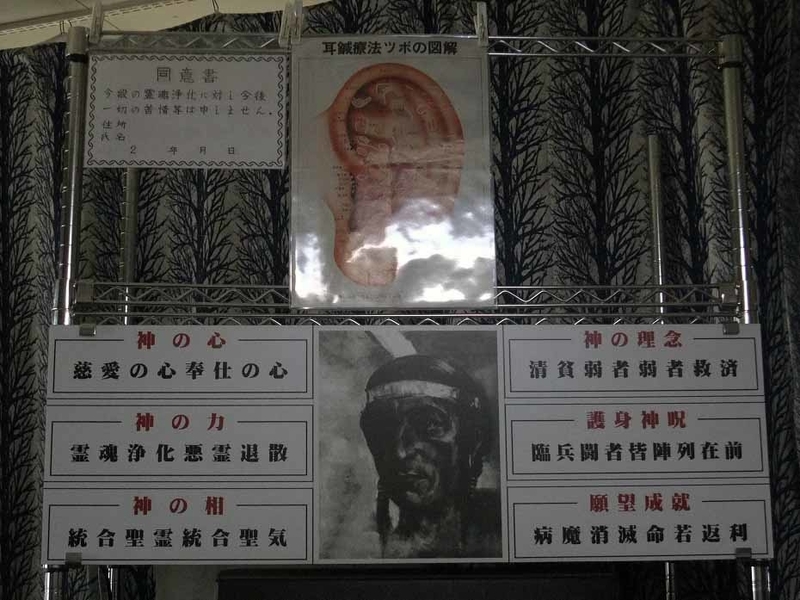 同意書
今般の霊魂浄化に対し今後
一切の苦情等は申しません。
住所
氏名
2 年 月 日
耳鍼療法ツボの図解
神の心
慈愛の心奉仕の心
神の力
霊魂浄化悪霊退散
神の相
統合聖霊統合聖気
神の理念
清貧弱者弱者救済
護身神呪
臨兵闘者皆陣列在前
願望成就
病魔消滅命若返利